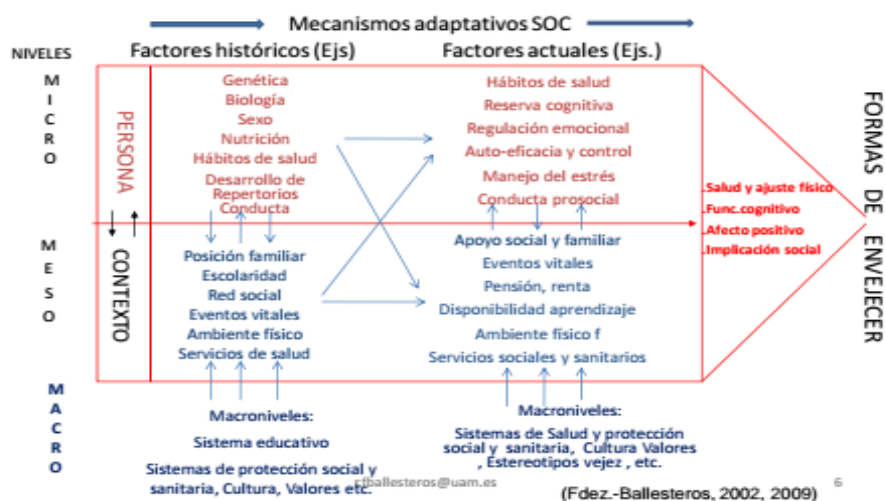 Mecanismos adaptativos SOC
NIVELES
Factores históricos (Ejs)
Factores actuales (Ejs.)
MICRO
PERSONA
Genética
Biología
Sexo
Nutrición
Hábitos de salud
Desarrollo de
Repertorios
Conducta
Hábitos de salud
Reserva cognitiva
Regulación emocional
Auto-eficacia y control
Manejo del estrés
Conducta prosocial
MESO
CONTEXTO
Posición familiar
Escolaridad
Red social
Eventos vitales
Ambiente físico
Servicios de salud
Apoyo social y familiar
Eventos vitales
Pensión, renta
Disponibilidad aprendizaje
Ambiente físico f
Servicios sociales y sanitarios
.Salud y ajuste físico
.Func.cognitivo
.Afecto positivo
.Implicación social
FORMAS DE ENVEJECER
MACRO
Macroniveles:
Sistema educativo
Sistemas de protección social y
sanitaria, Cultura, Valores etc.
Macroniveles:
Sistemas de Salud y protección
social y sanitaria, Cultura Valores
, Estereotipos vejez , etc.
ballesteros@uam.es
6
(Fdez.-Ballesteros, 2002, 2009)